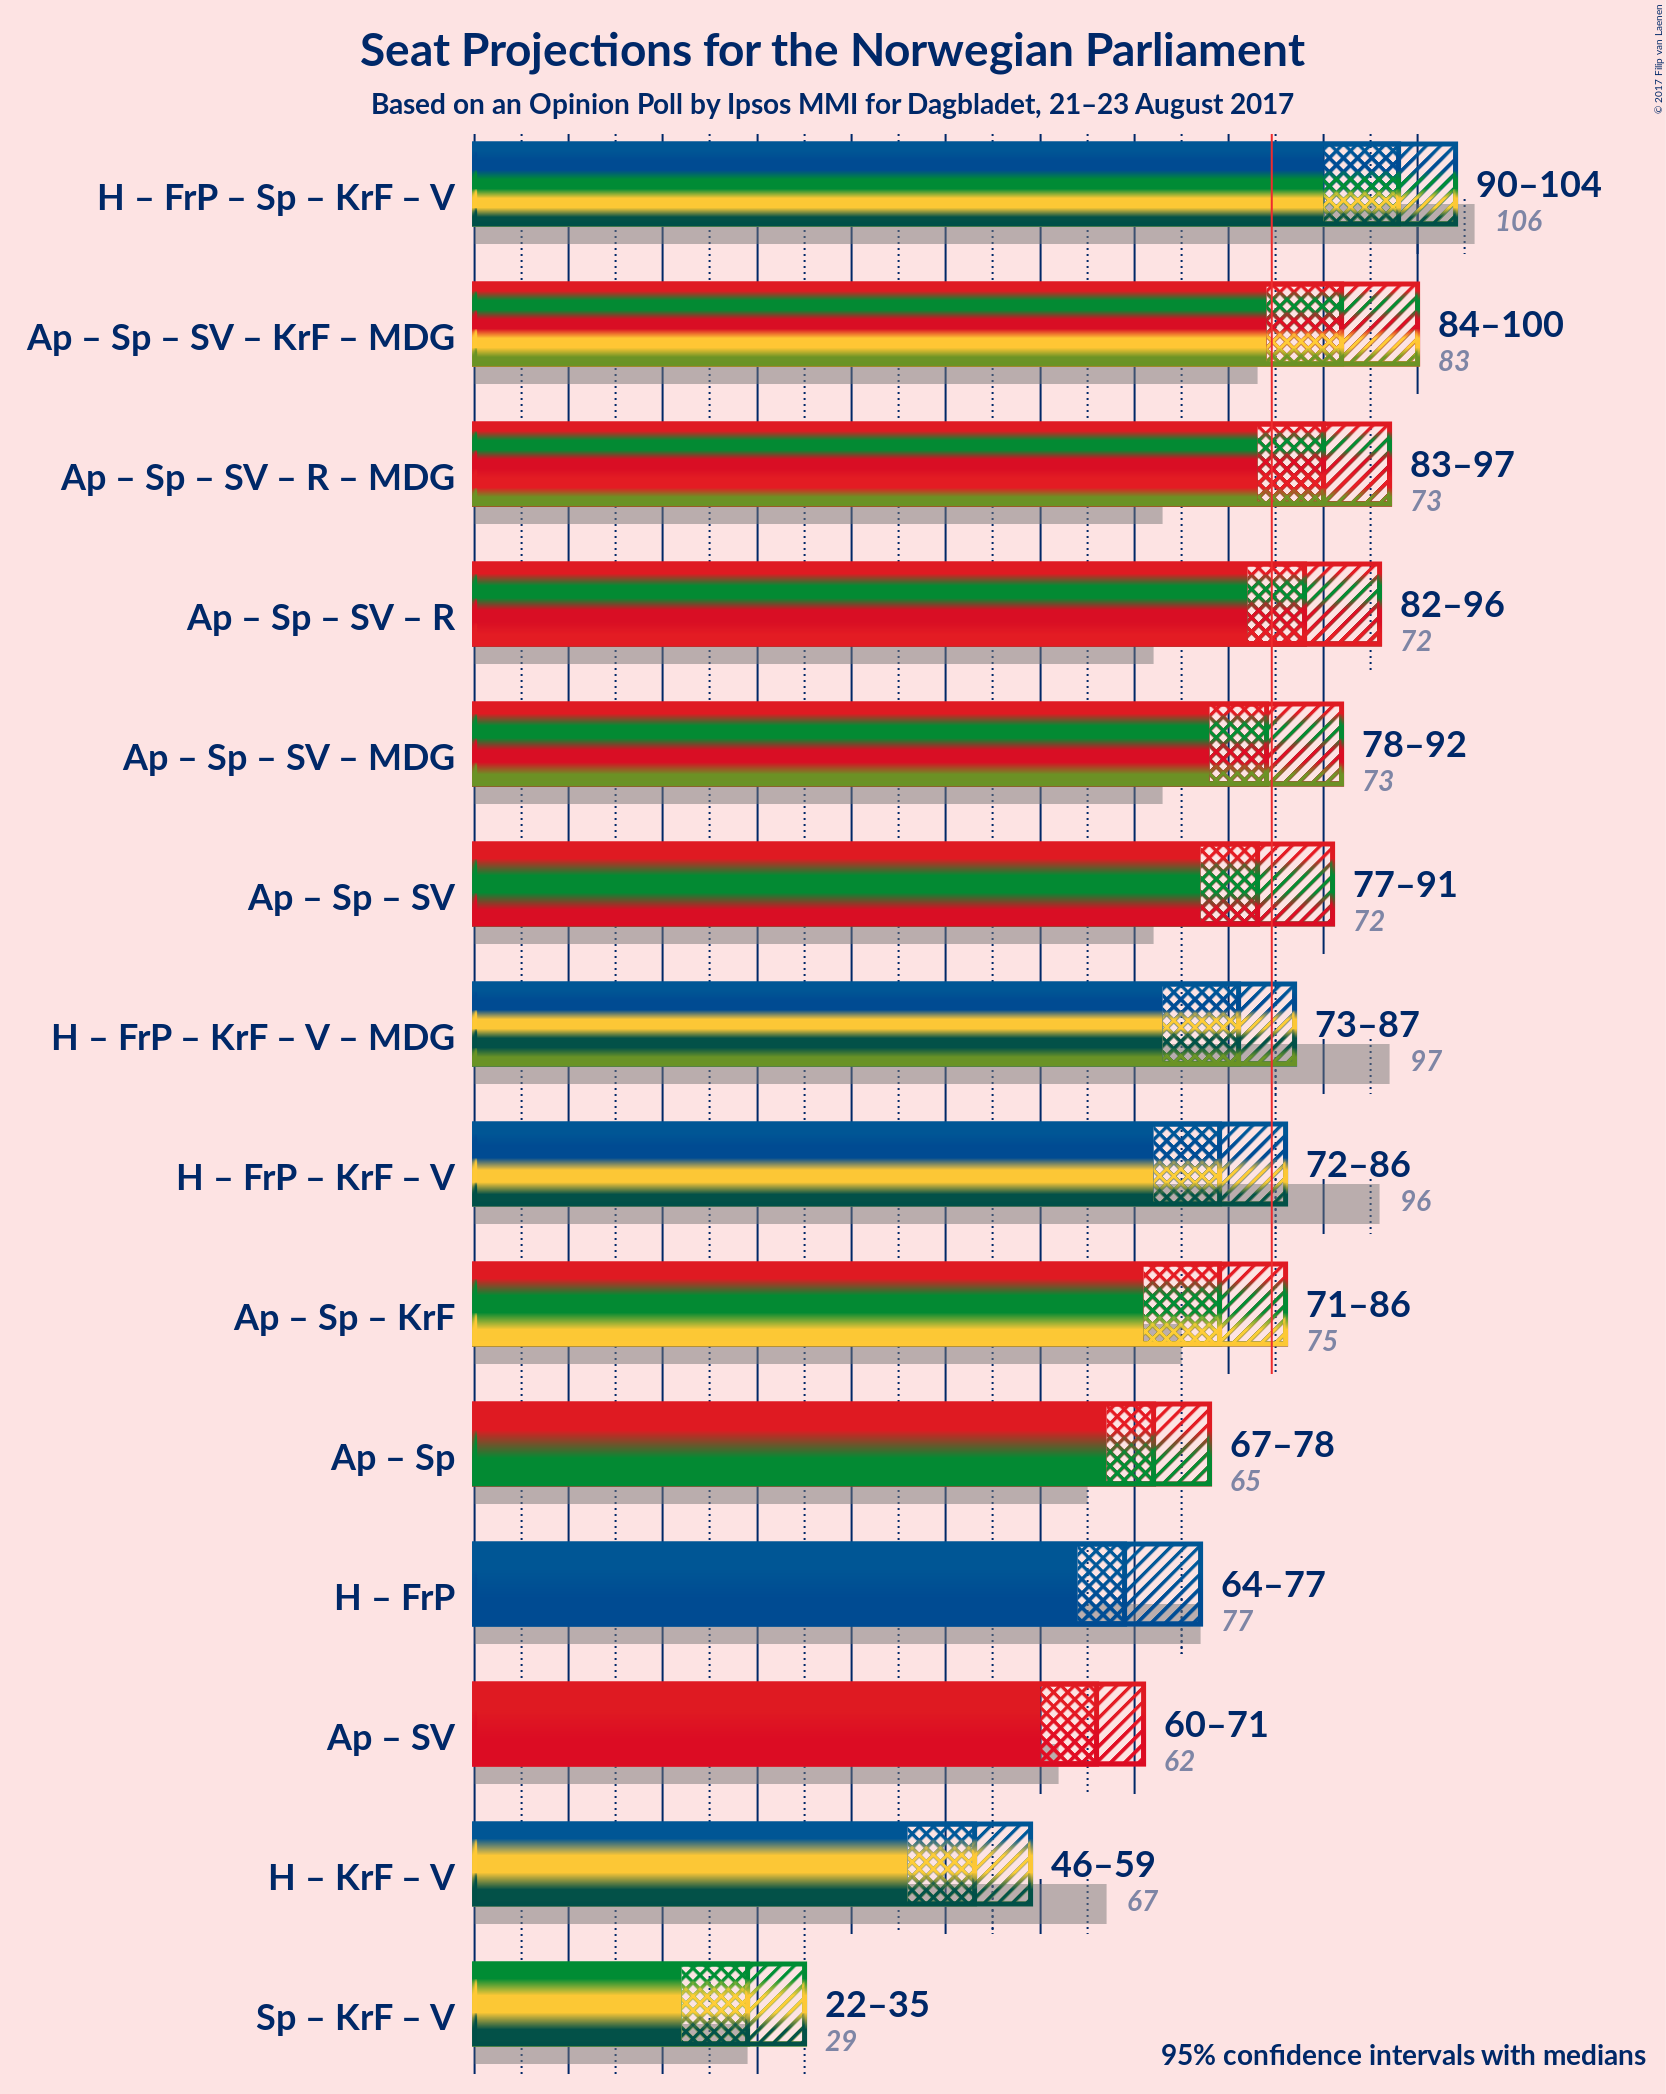 Seat Projections for the Norwegian Parliament
Based on an Opinion Poll by Ipsos MMI for Dagbladet, 21–23 August 2017
© 2017 Filip van Laenen
H – FrP – Sp – KrF – V
90–104
106
Ap – Sp – SV – KrF – MDG
84–100
83
Ap – Sp – SV – R – MDG
83–97
73
Ap – Sp – SV – R
82–96
72
Ap – Sp – SV – MDG
78–92
73
Ap – Sp – SV
77–91
72
H – FrP – KrF – V – MDG
73–87
97
H – FrP – KrF – V
72–86
96
Ap – Sp – KrF
71–86
75
Ap – Sp
67–78
65
H – FrP
64–77
77
Ap – SV
60–71
62
H – KrF – V
46–59
67
Sp – KrF – V
22–35
29
95% confidence intervals with medians